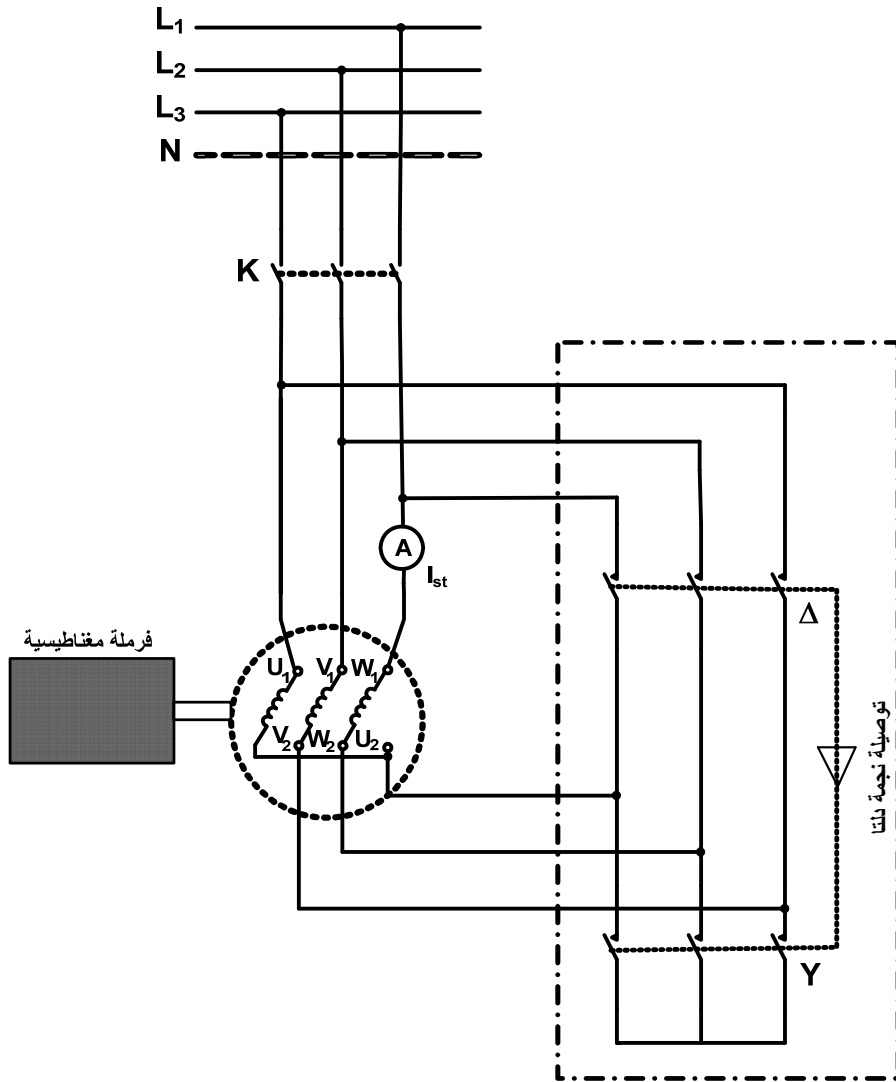 L1
L2
L3
N
K
A
Ist
Δ
فرملة مغناطيسية
U1 V1 W1
V2 W2 U2
توصيلة نجمة دلتا
Y